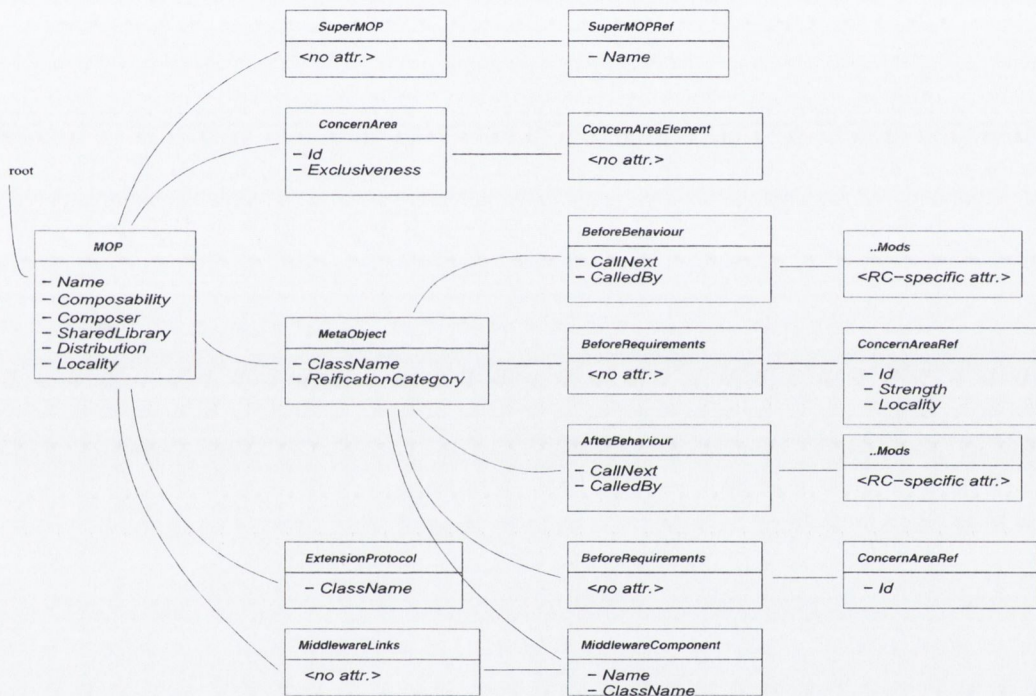 root
MOP
– Name
– Composability
– Composer
– SharedLibrary
– Distribution
– Locality
SuperMOP
<no attr.>
SuperMOPRef
– Name
ConcernArea
– Id
– Exclusiveness
ConcernAreaElement
<no attr.>
MetaObject
– ClassName
– ReificationCategory
BeforeBehaviour
– CallNext
– CalledBy
..Mods
<RC–specific attr.>
BeforeRequirements
<no attr.>
ConcernAreaRef
– Id
– Strength
– Locality
AfterBehaviour
– CallNext
– CalledBy
..Mods
<RC–specific attr.>
ExtensionProtocol
– ClassName
BeforeRequirements
<no attr.>
ConcernAreaRef
– Id
MiddlewareLinks
<no attr.>
MiddlewareComponent
– Name
– ClassName